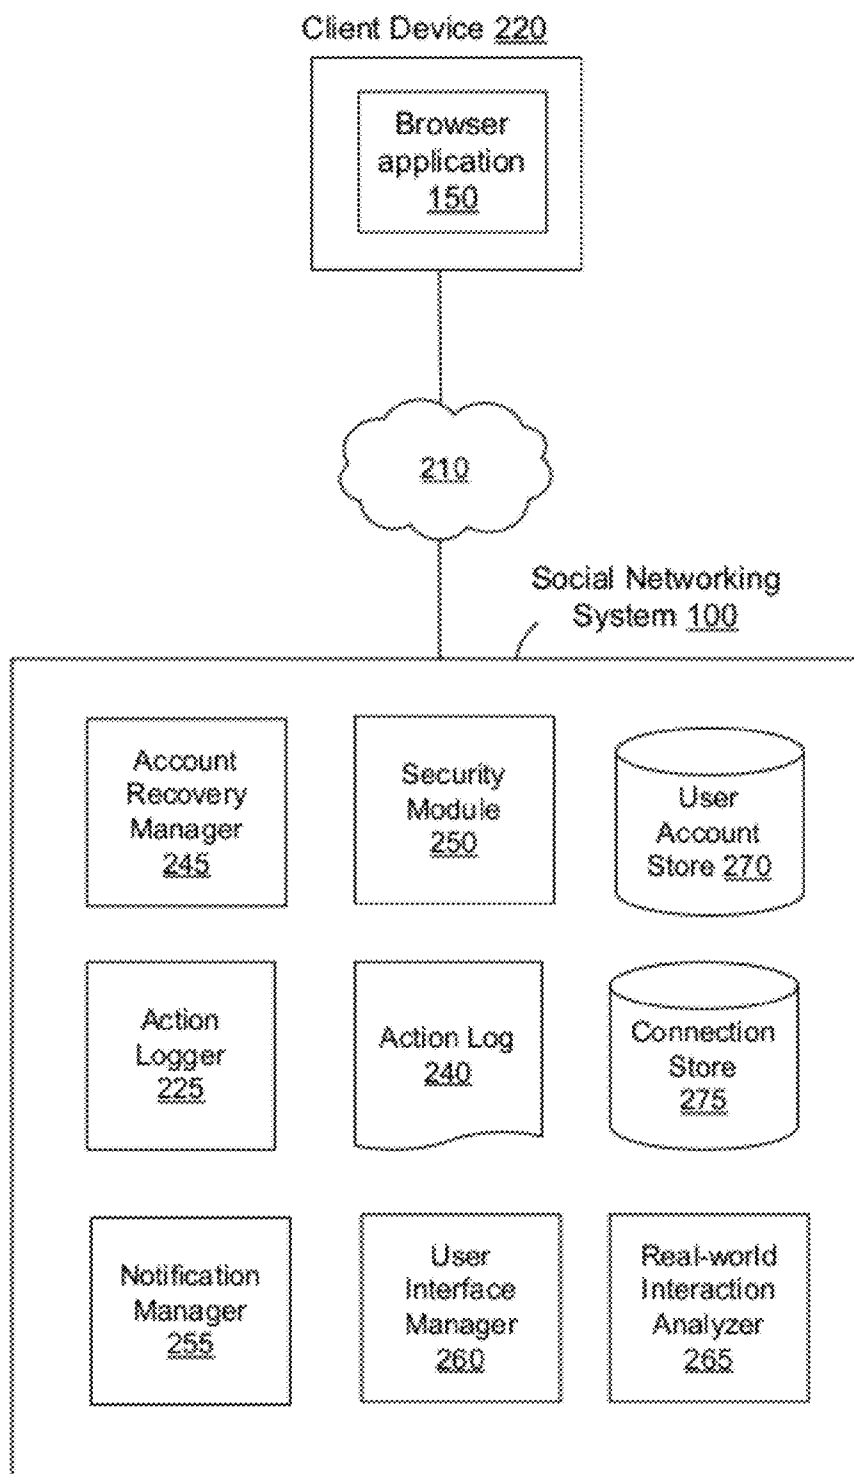 Client Device 220
Browser
application
150
210
Social Networking
System 100
Account
Recovery
Manager
245
Security
Module
250
User
Account
Store 270
Action
Logger
225
Action Log
240
Connection
Store
275
Notification
Manager
255
User
Interface
Manager
260
Real-world
Interaction
Analyzer
265